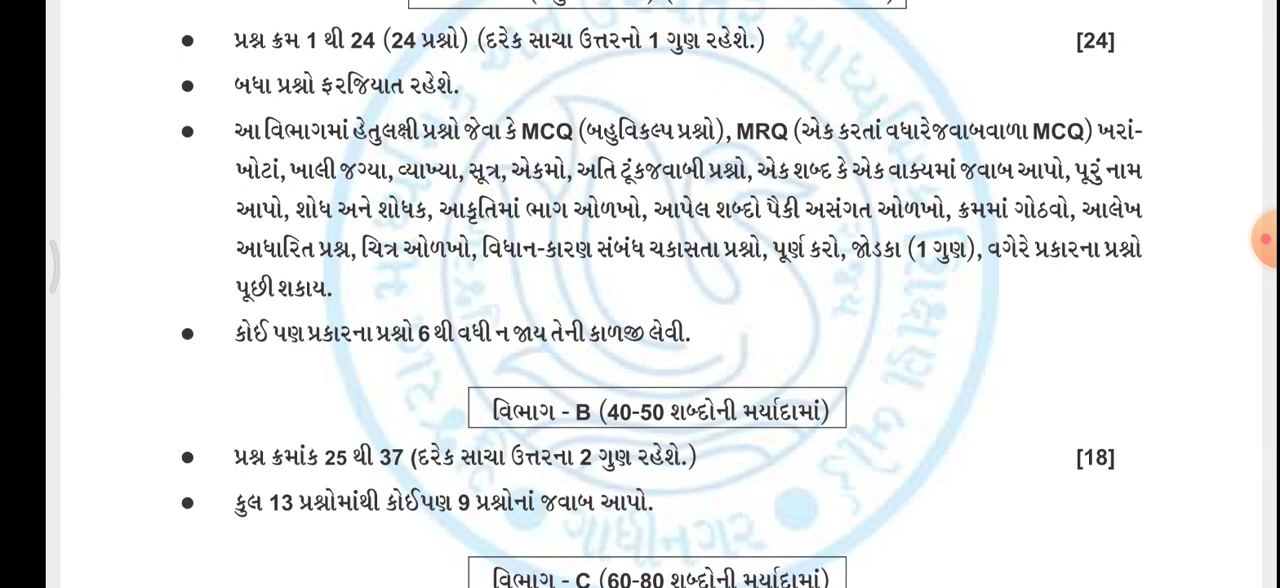 પ્રશ્ન ક્રમ 1 થી 24 (24 પ્રશ્નો) (દરેક સાચા ઉત્તરનો 1 ગુણ રહેશે.) [24]
બધા પ્રશ્નો ફરજિયાત રહેશે.
આ વિભાગમાં હેતુલક્ષી પ્રશ્નો જેવા કે MCQ (બહુવિકલ્પ પ્રશ્નો), MRQ (એક કરતાં વધારેજવાબવાળા MCQ) ખરાં-
ખોટાં, ખાલી જગ્યા, વ્યાખ્યા, સૂત્ર, એકમો, અતિ ટૂંકજવાબી પ્રશ્નો, એક શબ્દ કે એક વાક્યમાં જવાબ આપો, પૂરું નામ
આપો, શોધ અને શોધક, આકૃતિમાં ભાગ ઓળખો, આપેલ શબ્દો પૈકી અસંગત ઓળખો, ક્રમમાં ગોઠવો, આલેખ
આધારિત પ્રશ્ન, ચિત્ર ઓળખો, વિધાન-કારણ સંબંધ ચકાસતા પ્રશ્નો, પૂર્ણ કરો, જોડકા (1 ગુણ), વગેરે પ્રકારના પ્રશ્નો
પૂછી શકાય.
કોઈ પણ પ્રકારના પ્રશ્નો 6 થી વધી ન જાય તેની કાળજી લેવી.
વિભાગ - B (40-50 શબ્દોની મર્યાદામાં)
પ્રશ્ન ક્રમાંક 25 થી 37 (દરેક સાચા ઉત્તરના 2 ગુણ રહેશે.) [18]
કુલ 13 પ્રશ્નોમાંથી કોઈપણ 9 પ્રશ્નોનાં જવાબ આપો.
વિભાગ - C (60-80 શબ્દોની મર્યાદામાં)
ગાંધીનગર